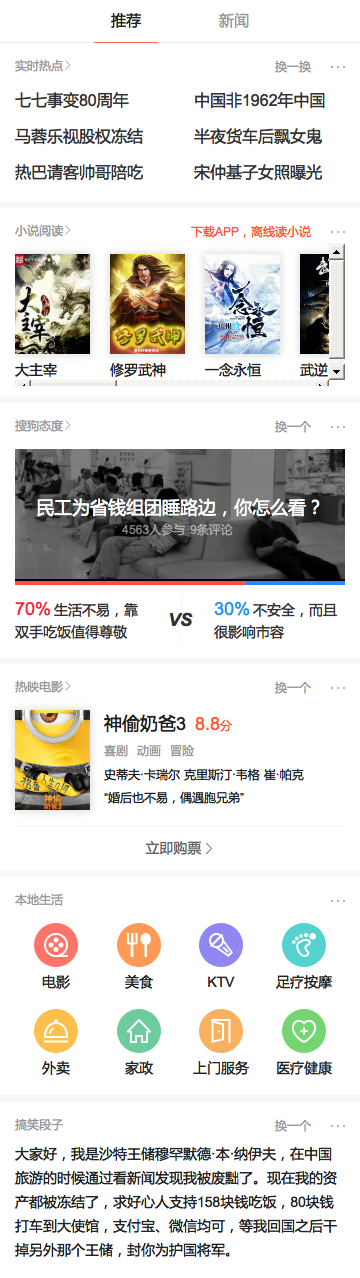 推荐 新闻
实时热点 换一换
七七事变80周年 中国非1962年中国
马蓉乐视股权冻结 半夜货车后飘女鬼
热巴请客帅哥陪吃 宋仲基子女照曝光
小说阅读 下载APP，离线读小说
大主宰
修罗武神
一念永恒
大主宰 修罗武神 一念永恒 武逆
搜狗态度 换一个
民工为省钱组团睡路边，你怎么看？
4563人参与 9条评论
70% 生活不易，靠
双手吃饭值得尊敬
VS
30% 不安全，而且
很影响市容
热映电影 换一个
神偷奶爸3 8.8分
喜剧 动画 冒险
史蒂夫·卡瑞尔 克里斯汀·韦格 崔·帕克
“婚后也不易，偶遇胞兄弟”
神偷
奶爸3
立即购票
本地生活
电影 美食 KTV 足疗按摩
外卖 家政 上门服务 医疗健康
搞笑段子 换一个
大家好，我是沙特王储穆罕默德·本·纳伊夫，在中国
旅游的时候通过看新闻发现我被废黜了。现在我的资
产都被冻结了，求好心人支持158块钱吃饭，80块钱
打车到大使馆，支付宝、微信均可，等我回国之后干
掉另外那个王储，封你为护国将军。